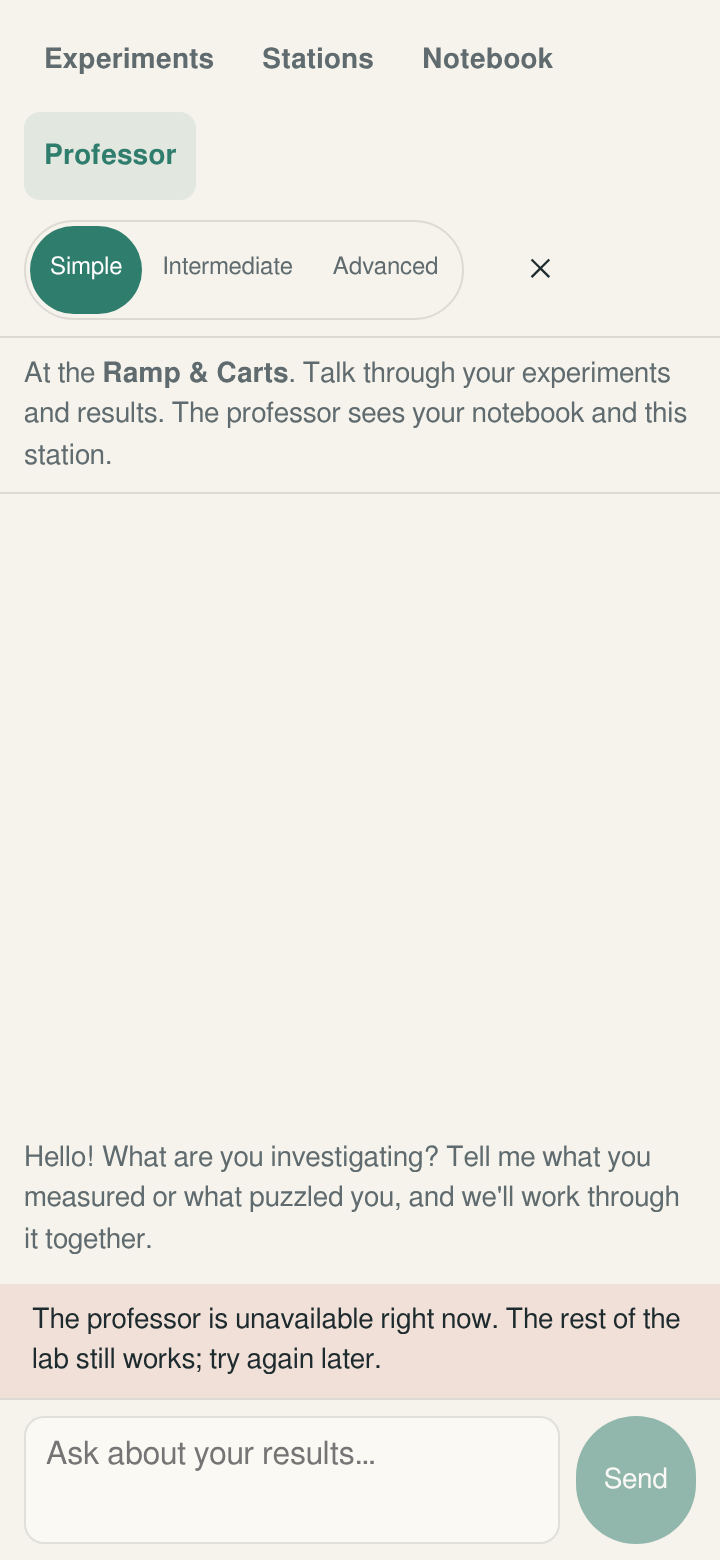 Experiments Stations Notebook
Professor
Simple Intermediate Advanced
At the Ramp & Carts. Talk through your experiments
and results. The professor sees your notebook and this
station.
Hello! What are you investigating? Tell me what you
measured or what puzzled you, and we'll work through
it together.
The professor is unavailable right now. The rest of the
lab still works; try again later.
Ask about your results...
Send